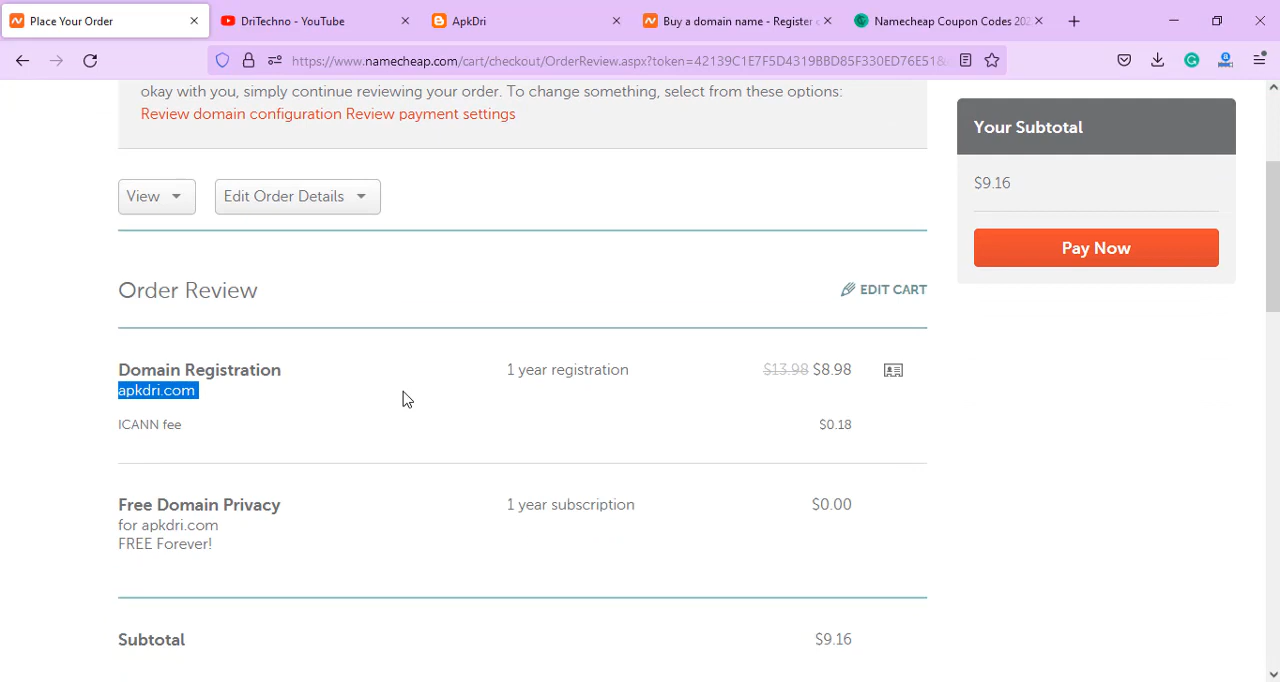 Place Your Order
DriTechno - YouTube
ApkDri
Buy a domain name - Register
Namecheap Coupon Codes 202
https://www.namecheap.com/cart/checkout/OrderReview.aspx?token=42139C1E7F5D4319BBD85F330ED76E51&
okay with you, simply continue reviewing your order. To change something, select from these options:
Review domain configuration Review payment settings
Your Subtotal
$9.16
Pay Now
View
Edit Order Details
Order Review
EDIT CART
Domain Registration
1 year registration
$13.98 $8.98
apkdri.com
ICANN fee
$0.18
Free Domain Privacy
1 year subscription
$0.00
for apkdri.com
FREE Forever!
Subtotal
$9.16